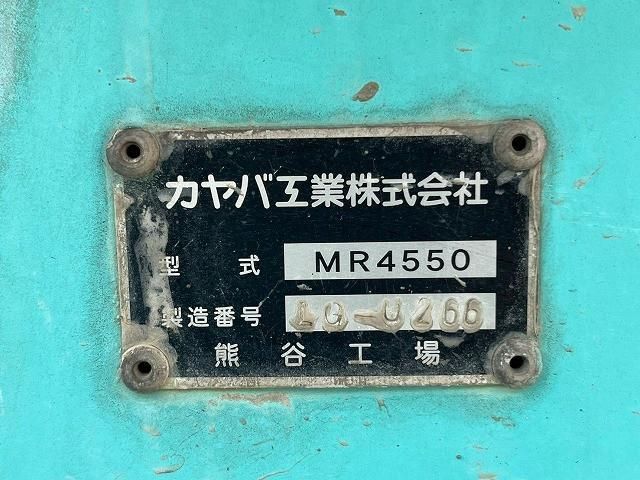 カヤバ工業株式会社
型式 MR4550
製造番号
熊谷工場